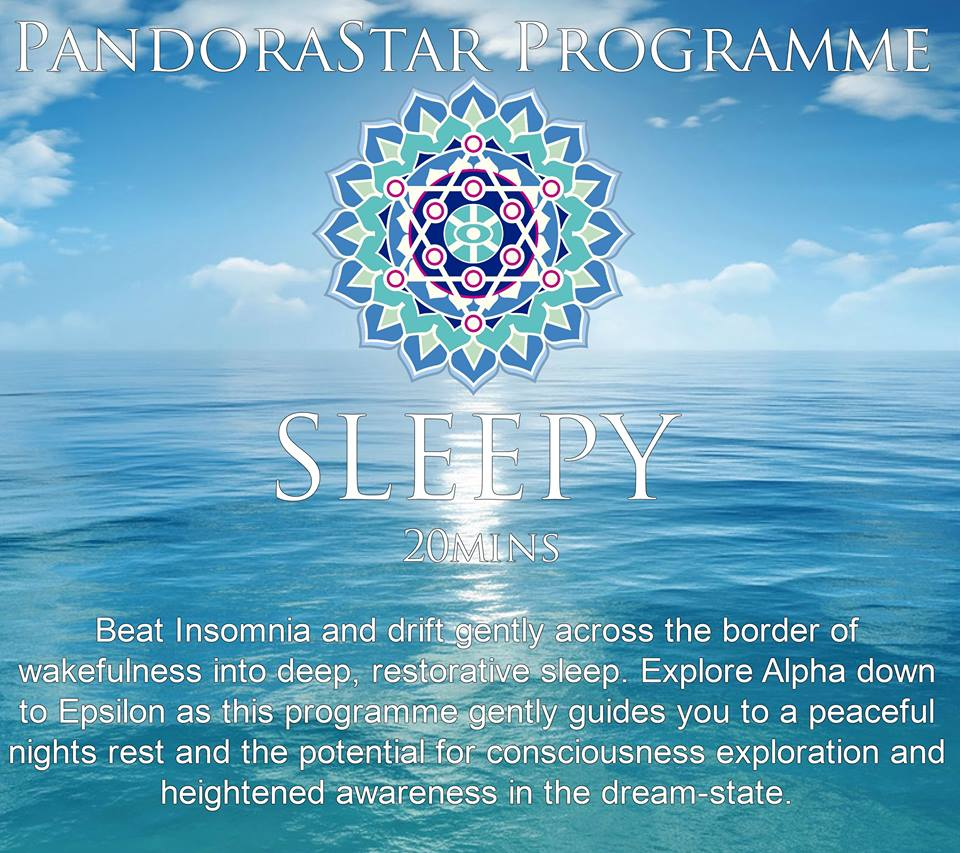 PandoraStar Programme
SLEEPY
20mins
Beat Insomnia and drift gently across the border of
wakefulness into deep, restorative sleep. Explore Alpha down
to Epsilon as this programme gently guides you to a peaceful
nights rest and the potential for consciousness exploration and
heightened awareness in the dream-state.